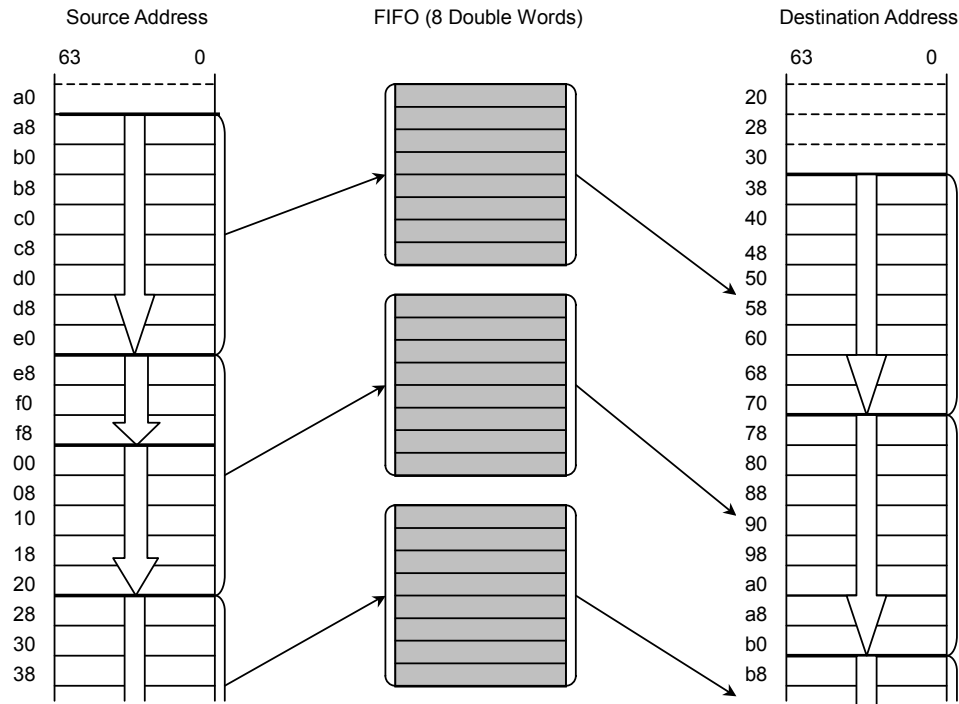 Source Address
FIFO (8 Double Words)
Destination Address
63 0
63 0
a0
a8
b0
b8
c0
c8
d0
d8
e0
e8
f0
f8
00
08
10
18
20
28
30
38
20
28
30
38
40
48
50
58
60
68
70
78
80
88
90
98
a0
a8
b0
b8